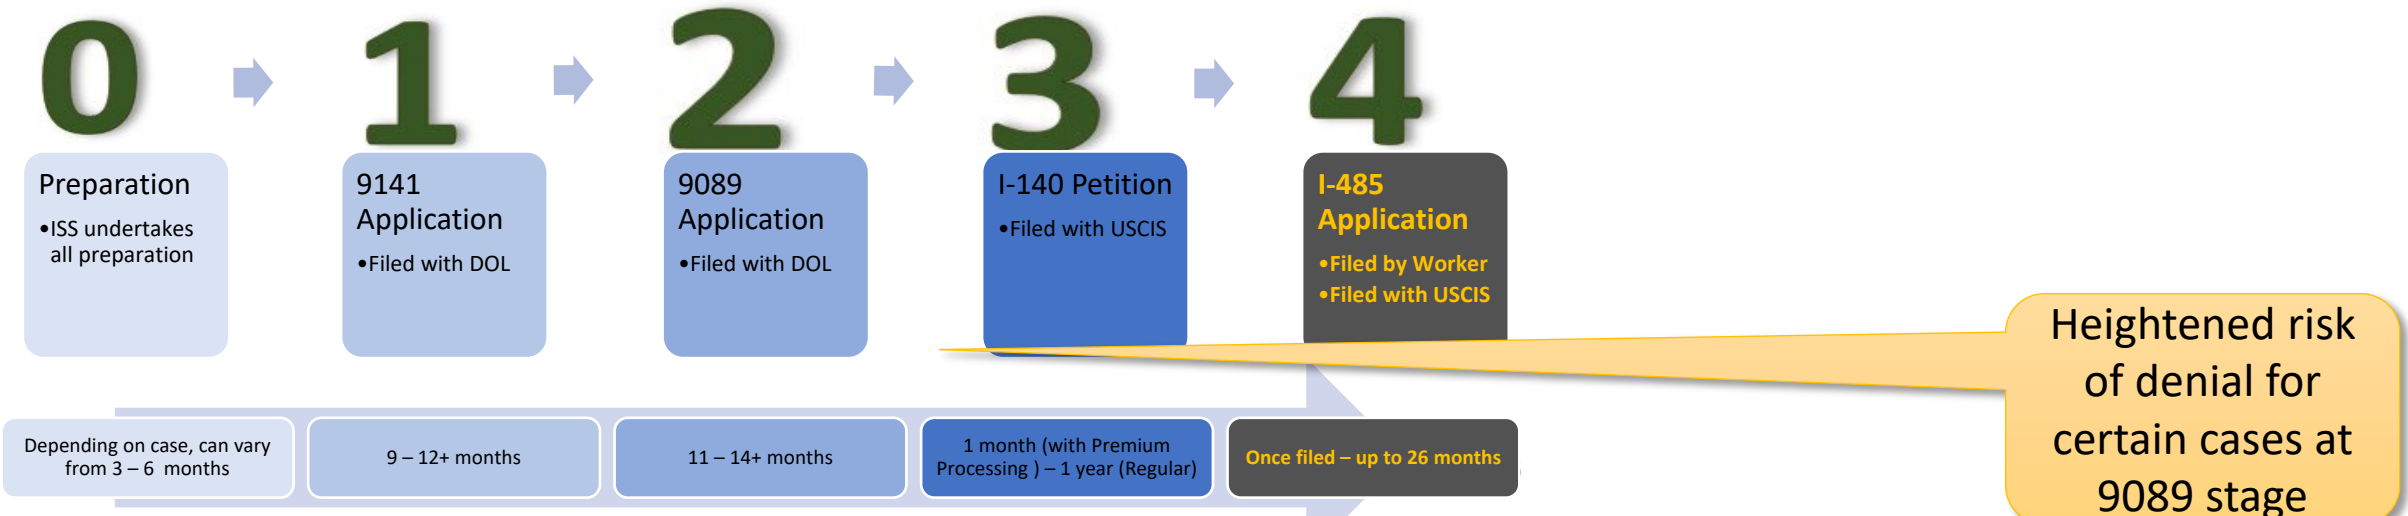 0
1
2
3
4
Preparation
•ISS undertakes
all preparation
9141
Application
•Filed with DOL
9089
Application
•Filed with DOL
I-140 Petition
•Filed with USCIS
I-485
Application
•Filed by Worker
•Filed with USCIS
Depending on case, can vary
from 3 – 6 months
9 – 12+ months
11 – 14+ months
1 month (with Premium
Processing ) – 1 year (Regular)
Once filed – up to 26 months
Heightened risk
of denial for
certain cases at
9089 stage